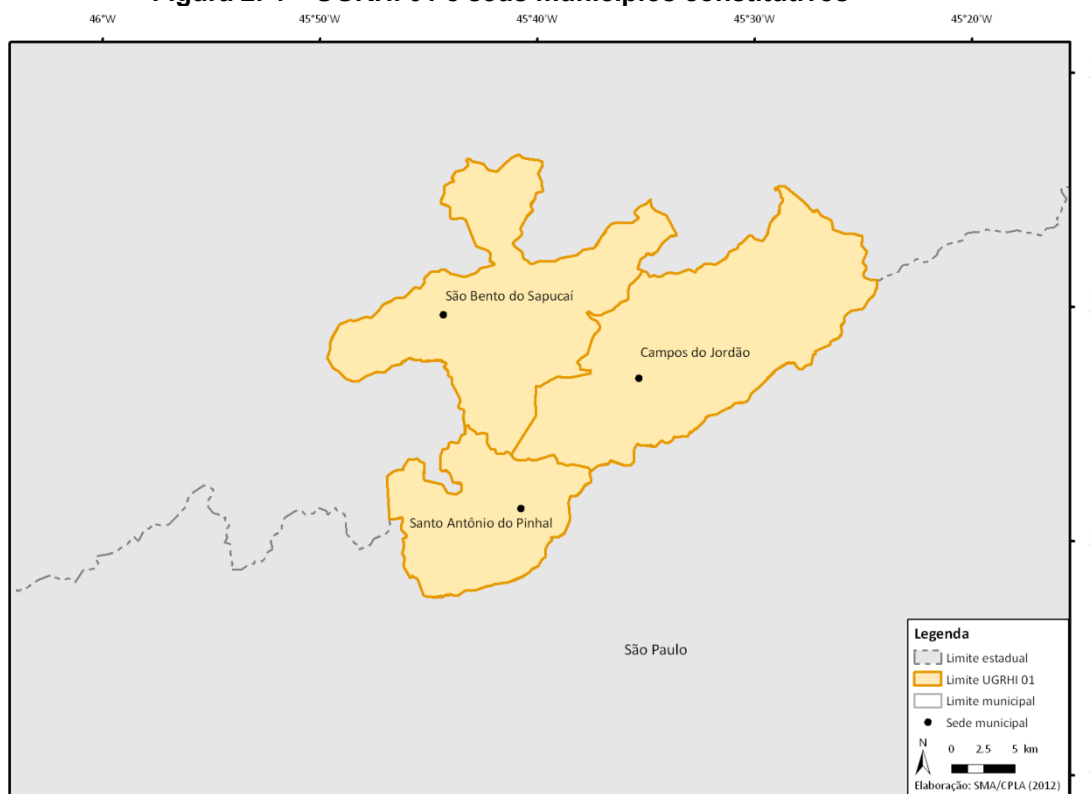 46°W 45°50'W 45°40'W 45°30'W 45°20'W
São Bento do Sapucaí
Campos do Jordão
Santo Antônio do Pinhal
São Paulo
Legenda
Limite estadual
Limite UGRHI 01
Limite municipal
Sede municipal
N
0 2.5 5 km
Elaboração: SMA/CPLA (2012)